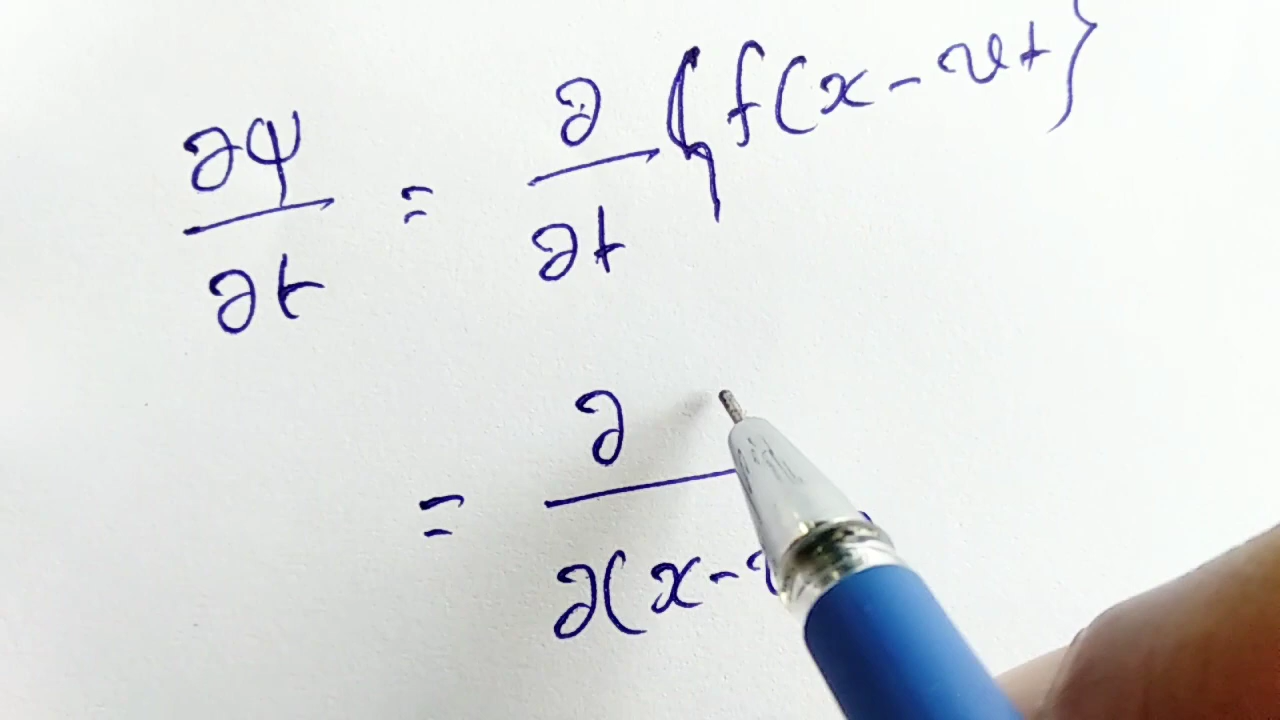 ∂ψ/∂t = ∂/∂t {f(x - vt}
= ∂/∂(x -